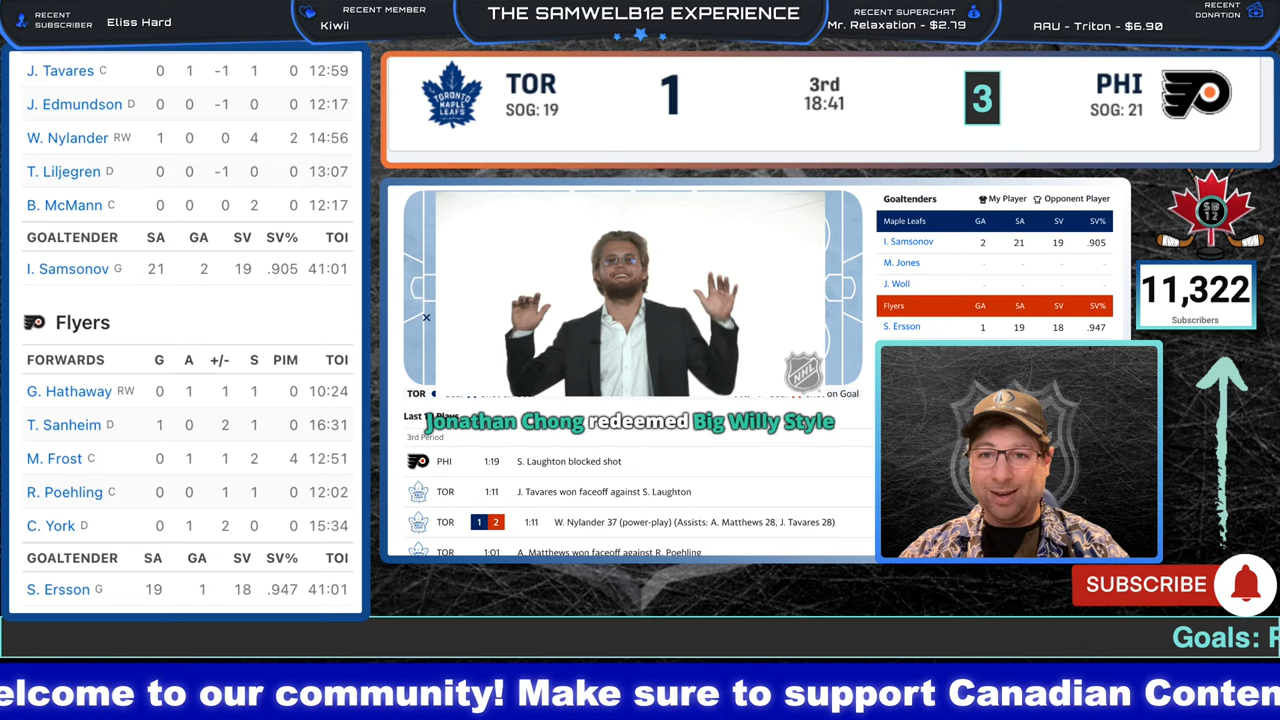 RECENT SUBSCRIBER
Eliss Hard
RECENT MEMBER
Kiwii
THE SAMWELB12 EXPERIENCE
RECENT SUPERCHAT
Mr. Relaxation - $2.79
RECENT DONATION
AAU - Triton - $6.90
J. Tavares C 0 1 -1 1 0 12:59
J. Edmundson D 0 0 -1 0 0 12:17
W. Nylander RW 1 0 0 4 2 14:56
T. Liljegren D 0 0 -1 0 0 13:07
B. McMann C 0 0 0 2 0 12:17
GOALTENDER SA GA SV SV% TOI
I. Samsonov G 21 2 19 .905 41:01
Flyers
FORWARDS G A +/- S PIM TOI
G. Hathaway RW 0 1 1 1 0 10:24
T. Sanheim D 1 0 2 1 0 16:31
M. Frost C 0 1 1 2 4 12:51
R. Poehling C 0 0 1 1 0 12:02
C. York D 0 1 2 0 0 15:34
GOALTENDER SA GA SV SV% TOI
S. Ersson G 19 1 18 .947 41:01
TORONTO MAPLE LEAFS
TOR
SOG: 19
1
3rd
18:41
3
PHI
SOG: 21
NHL
TOR
on Goal
Jonathan Chong redeemed Big Willy Style
3rd Period
PHI 1:19 S. Laughton blocked shot
TOR 1:11 J. Tavares won faceoff against S. Laughton
TOR 1 2 1:11 W. Nylander 37 (power-play) (Assists: A. Matthews 28, J. Tavares 28)
TOR 1:01 A. Matthews won faceoff against R. Poehling
Goaltenders My Player Opponent Player
Maple Leafs GA SA SV SV%
I. Samsonov 2 21 19 .905
M. Jones - - - -
J. Woll - - - -
Flyers GA SA SV SV%
S. Ersson 1 19 18 .947
SB
12
11,322
Subscribers
SUBSCRIBE
Goals:
elcome to our community! Make sure to support Canadian Conten